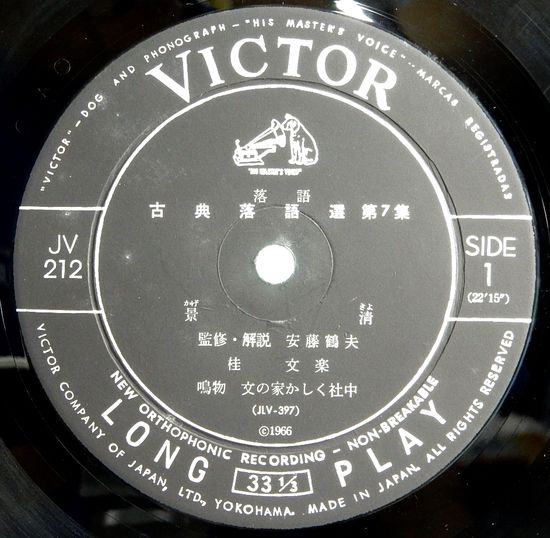 "VICTOR" – DOG AND PHONOGRAPH – "HIS MASTER'S VOICE" – MARCAS REGISTRADAS
VICTOR
"HIS MASTER'S VOICE"
落語
古典落語選 第7集
JV
212
SIDE
1
(22'15")
かげ きよ
景清
監修・解説 安藤鶴夫
桂 文楽
鳴物 文の家かしく社中
(JLV-397)
©1966
NEW ORTHOPHONIC RECORDING – NON-BREAKABLE
LONG PLAY
33 1/3
VICTOR COMPANY OF JAPAN, LTD., YOKOHAMA. MADE IN JAPAN. ALL RIGHTS RESERVED